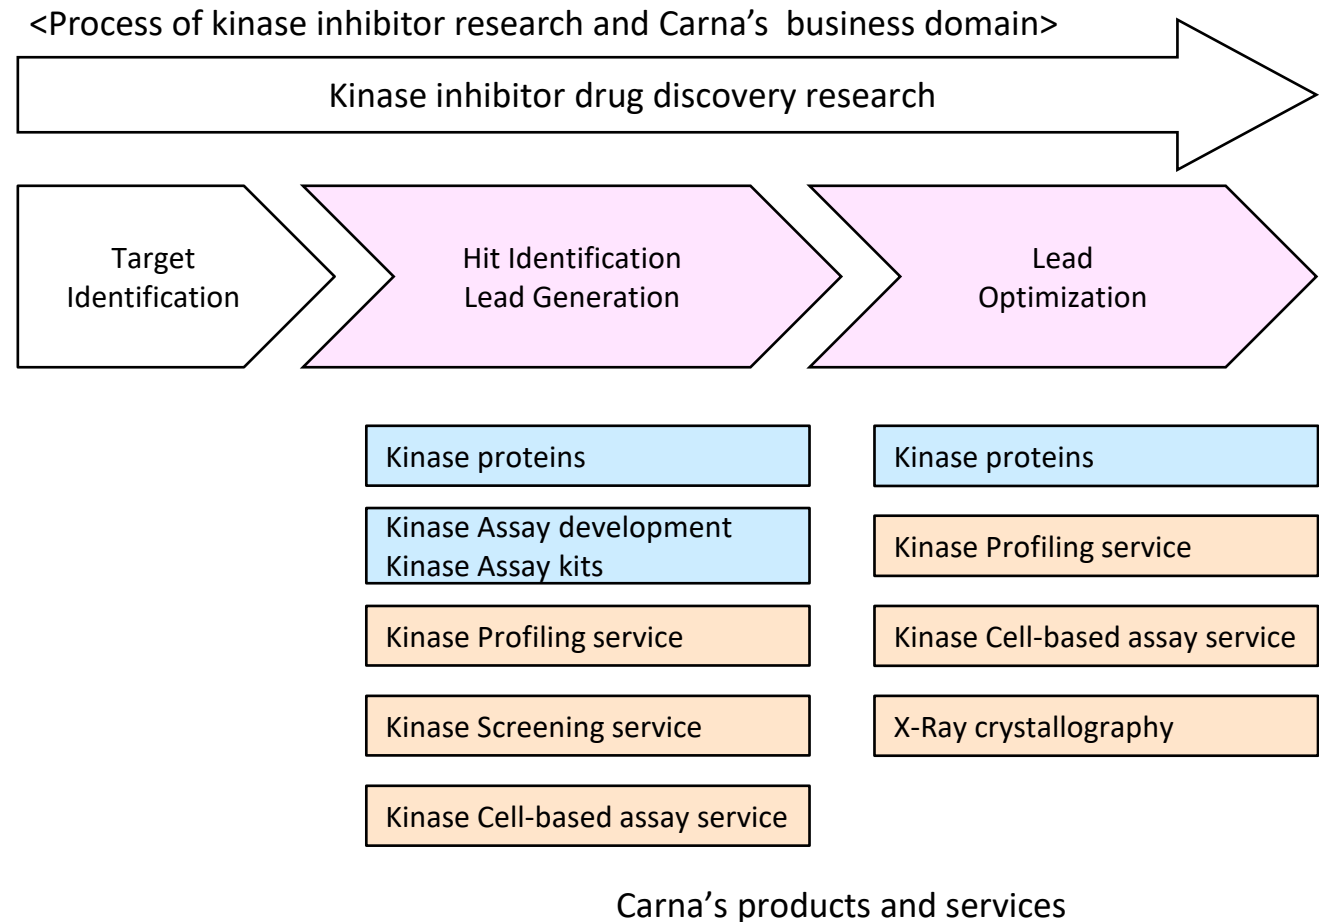 <Process of kinase inhibitor research and Carna’s  business domain>
Kinase inhibitor drug discovery research
Target
Identification
Hit Identification
Lead Generation
Lead
Optimization
Kinase proteins
Kinase Assay development
Kinase Assay kits
Kinase Profiling service
Kinase Screening service
Kinase Cell-based assay service
Kinase proteins
Kinase Profiling service
Kinase Cell-based assay service
X-Ray crystallography
Carna’s products and services